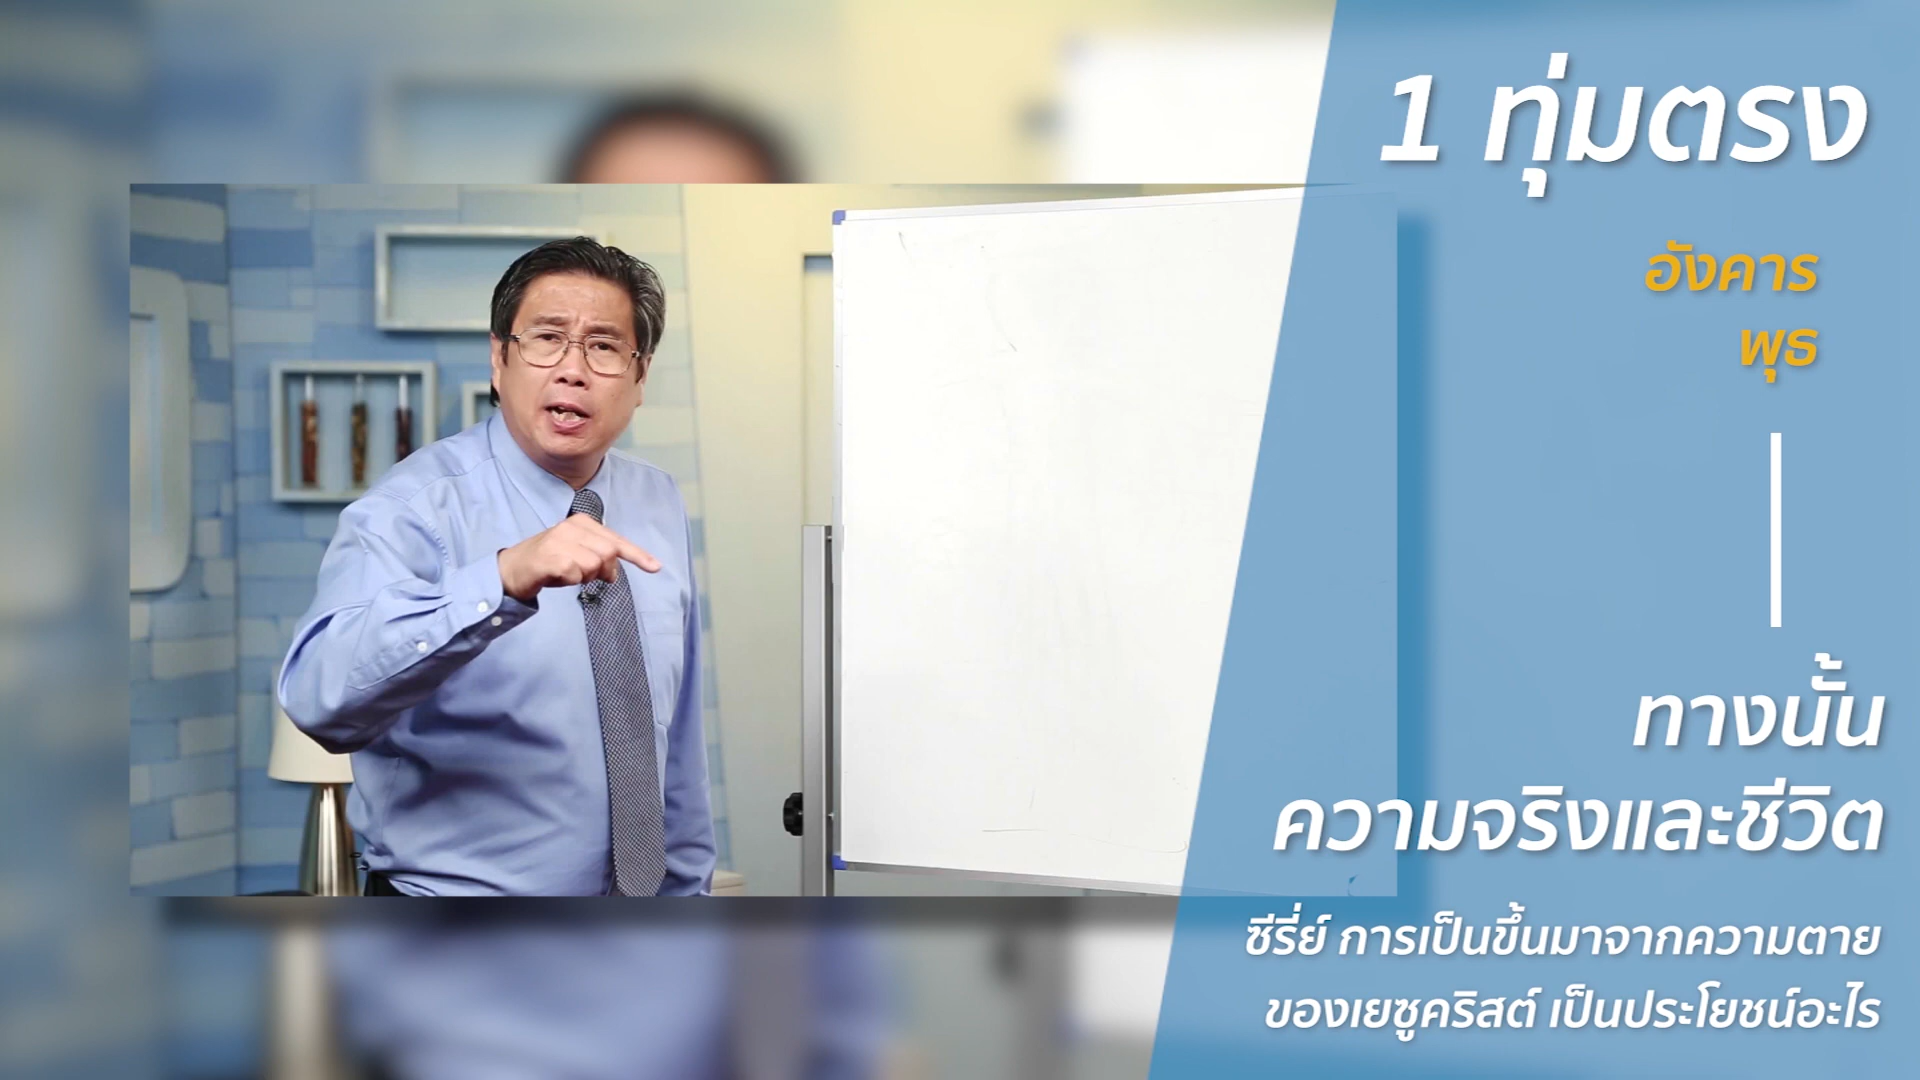 1 ทุ่มตรง
อังคาร
พุธ
ทางนั้น
ความจริงและชีวิต
ซีรี่ย์ การเป็นขึ้นมาจากความตาย
ของเยซูคริสต์ เป็นประโยชน์อะไร